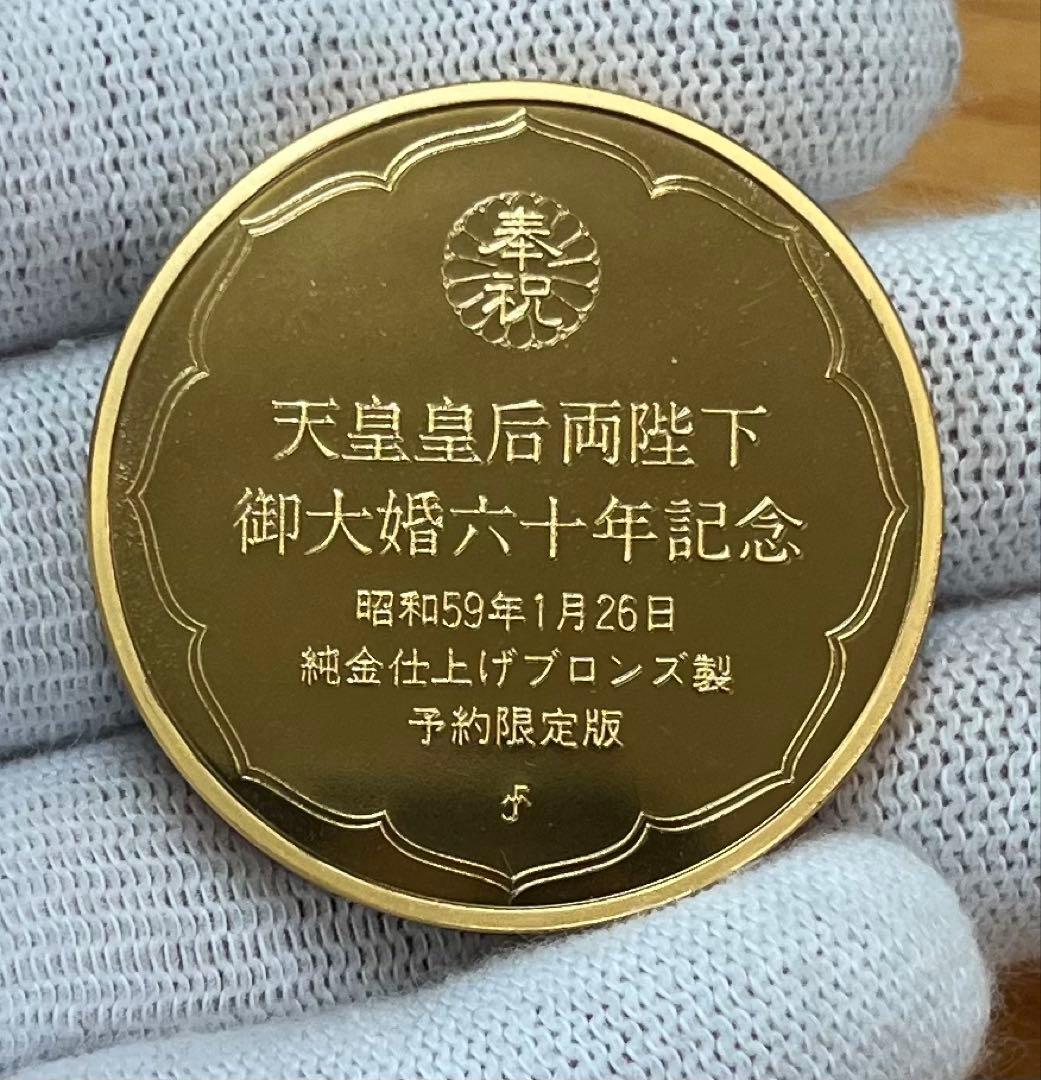 奉
祝
天皇皇后両陛下
御大婚六十年記念
昭和59年1月26日
純金仕上げブロンズ製
予約限定版